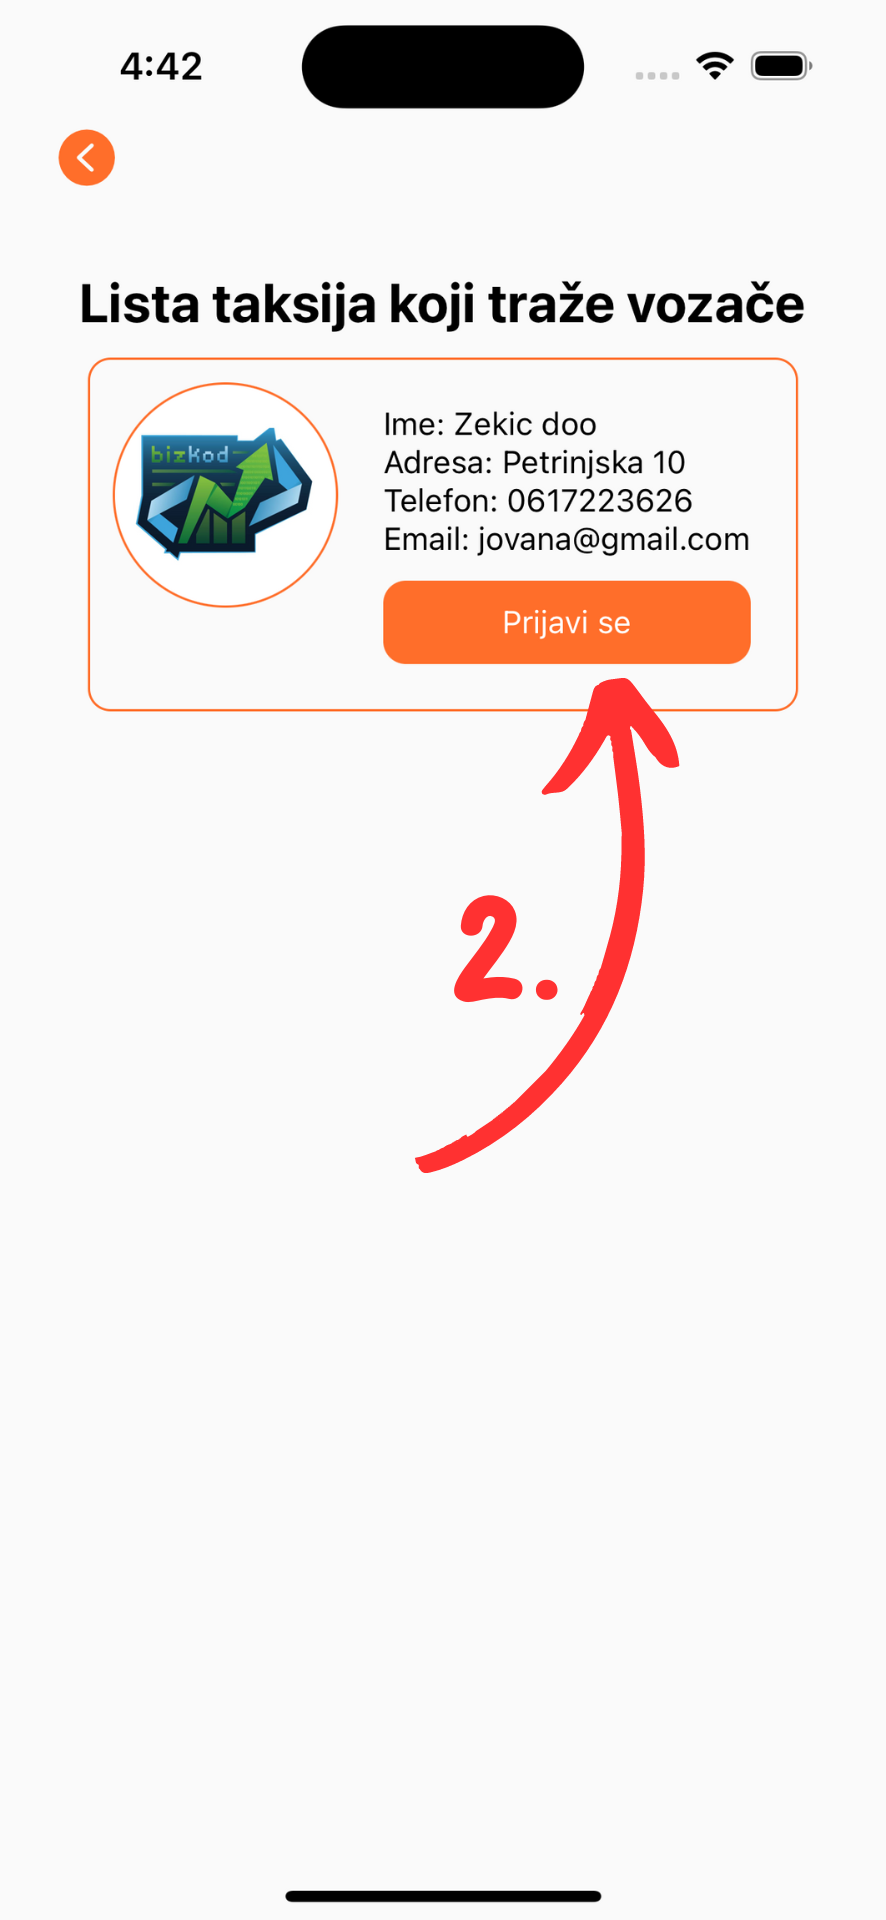 4:42
Lista taksija koji traže vozače
bizkod
Ime: Zekic doo
Adresa: Petrinjska 10
Telefon: 0617223626
Email: jovana@gmail.com
Prijavi se
2.